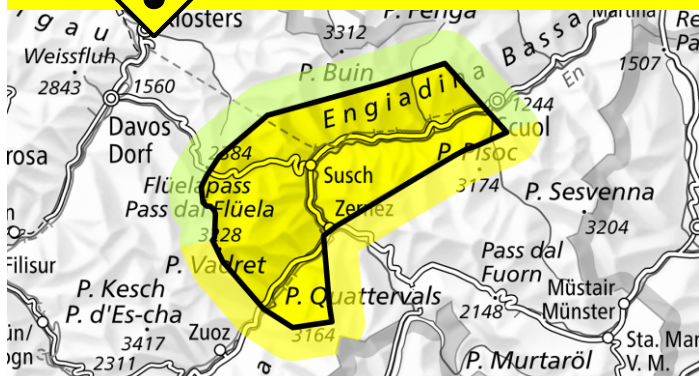 Klosters
P. Fenga
Martina
3312
Weissfluh
2843
1560
P. Buin
Engiadina Bassa
En
1507
1244
Scuol
Davos
Dorf
2384
rosa
Susch
P. Pisoc
3174
Flüelapass
Pass dal Flüela
P. Sesvenna
3204
Zernez
3228
P. Vadret
Filisur
P. Kesch
P. d'Es-cha
3417
2311
Zuoz
P. Quattervals
3164
Pass dal
Fuorn
2148
Müstair
Münster
Sta. Mar
V. M.
P. Murtaröl